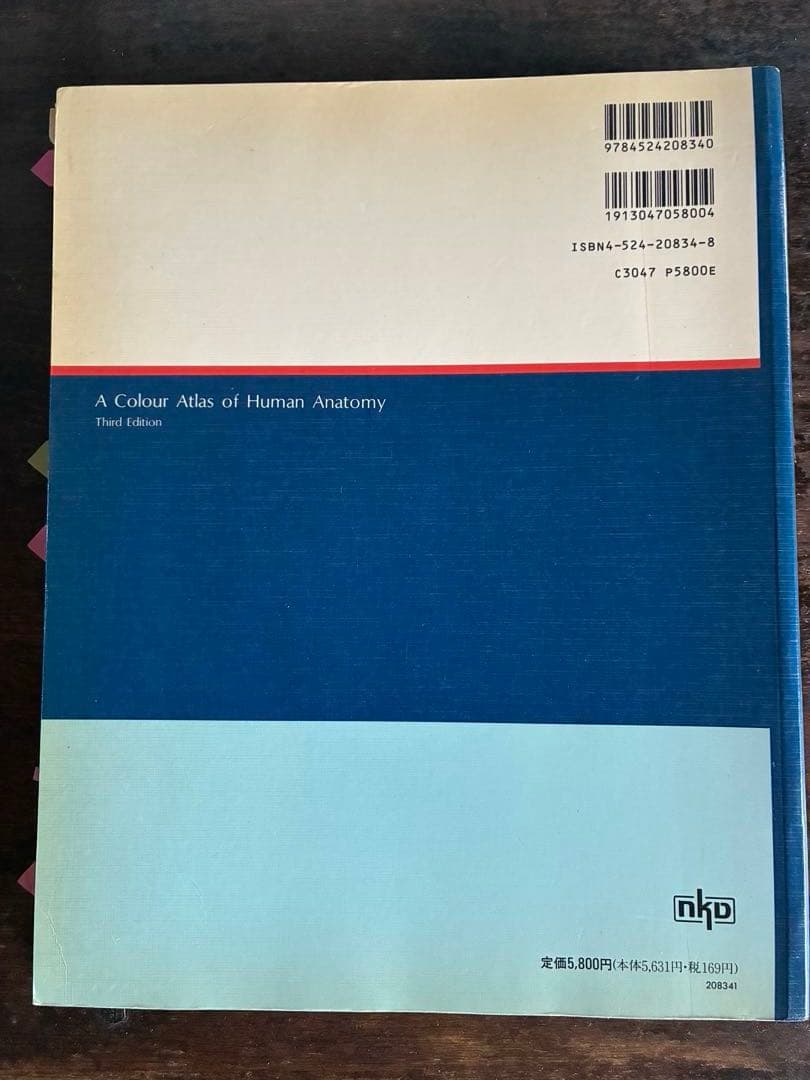 9784524208340
1913047058004
ISBN4-524-20834-8
C3047 P5800E
A Colour Atlas of Human Anatomy
Third Edition
nkD
定価5,800円(本体5,631円・税169円)
208341